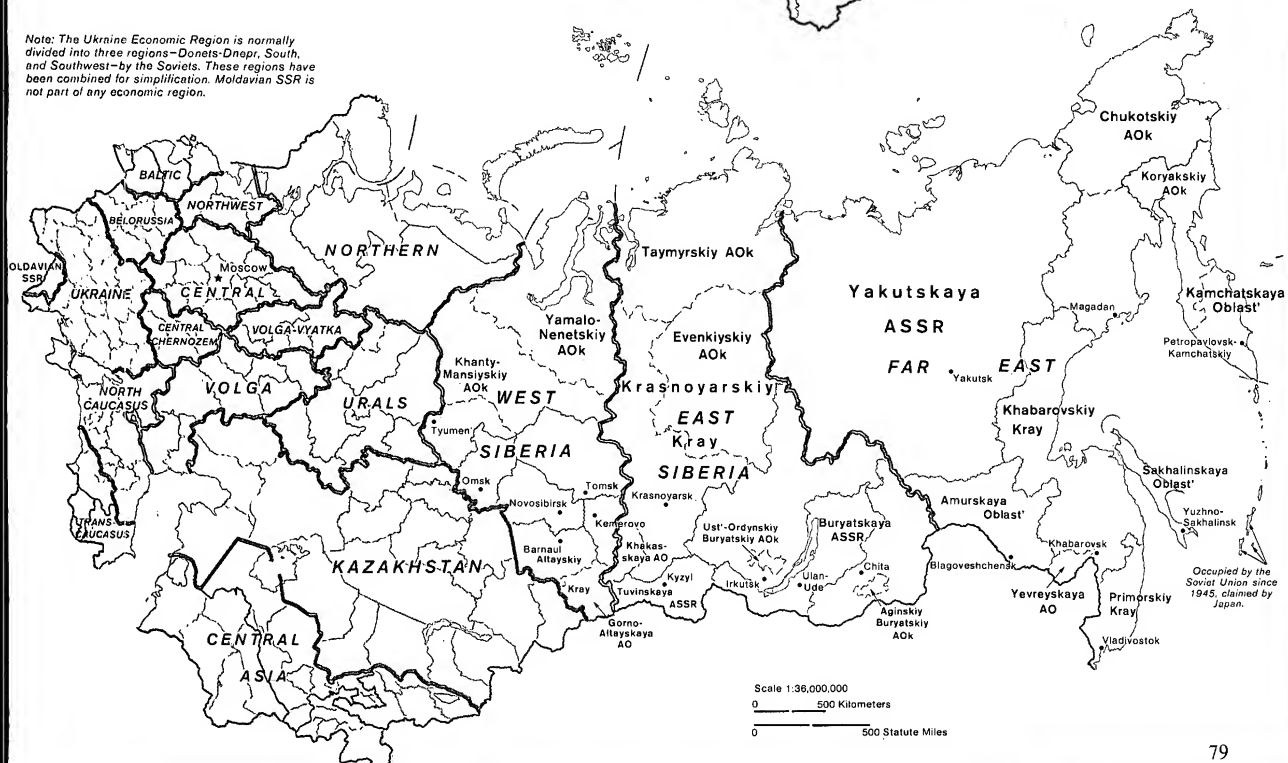 Note: The Ukraine Economic Region is normally
divided into three regions—Donets-Dnepr, South,
and Southwest—by the Soviets. These regions have
been combined for simplification. Moldavian SSR is
not part of any economic region.
Chukotskiy
AOk
Koryakskiy
AOk
BALTIC
NORTHWEST
BELORUSSIA
NORTHERN
Taymyrskiy AOk
OLDAVIAN
SSR
Moscow
UKRAINE
CENTRAL
Yakutskaya
ASSR
Kamchatskaya
Oblast'
Magadan
CENTRAL
CHERNOZEM
VOLGA-VYATKA
Yamalo-
Nenetskiy
AOk
Evenkiyskiy
AOk
Petropavlovsk-
Kamchatskiy
Khanty-
Mansiyskiy
AOk
FAR EAST
Yakutsk
NORTH
CAUCASUS
VOLGA
URALS
WEST
SIBERIA
Krasnoyarskiy
EAST
Kray
SIBERIA
Khabarovskiy
Kray
Tyumen'
Sakhalinskaya
Oblast'
Omsk
Tomsk
Krasnoyarsk
Novosibirsk
Amurskaya
Oblast'
Yuzhno-
Sakhalinsk
TRANS-
CAUCASUS
Kemerovo
Ust'-Ordynskiy
Buryatskiy AOk
Buryatskaya
ASSR
Barnaul
Altayskiy
Kray
Khakas-
skaya AO
Khabarovsk
KAZAKHSTAN
Kyzyl
Tuvinskaya
ASSR
Irkutsk
Ulan-
Ude
Chita
Blagoveshchensk
Occupied by the
Soviet Union since
1945, claimed by
Japan.
Yevreyskaya
AO
Primorskiy
Kray
Gorno-
Altayskaya
AO
Aginskiy
Buryatskiy
AOk
CENTRAL
ASIA
Vladivostok
Scale 1:36,000,000
0 500 Kilometers
0 500 Statute Miles
79